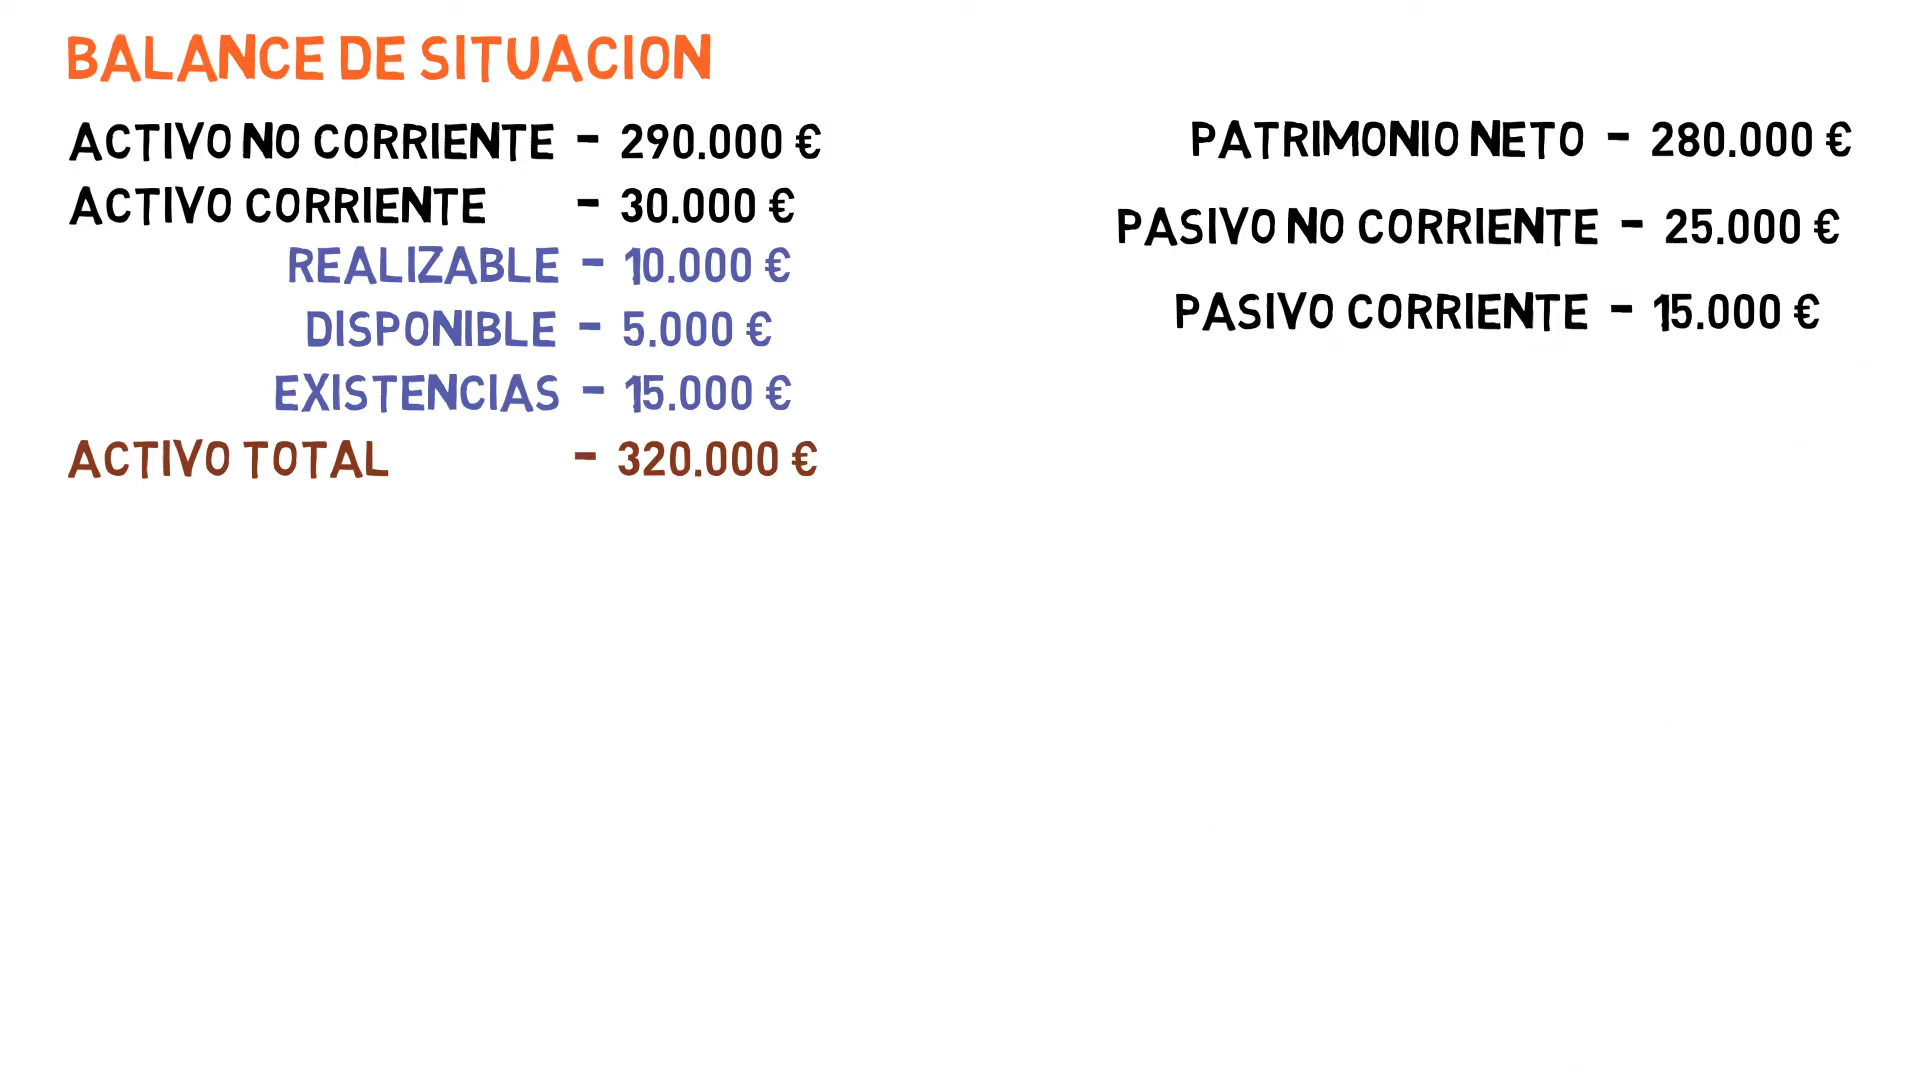 BALANCE DE SITUACION
ACTIVO NO CORRIENTE - 290.000 €
ACTIVO CORRIENTE - 30.000 €
REALIZABLE - 10.000 €
DISPONIBLE - 5.000 €
EXISTENCIAS - 15.000 €
ACTIVO TOTAL - 320.000 €
PATRIMONIO NETO - 280.000 €
PASIVO NO CORRIENTE - 25.000 €
PASIVO CORRIENTE - 15.000 €